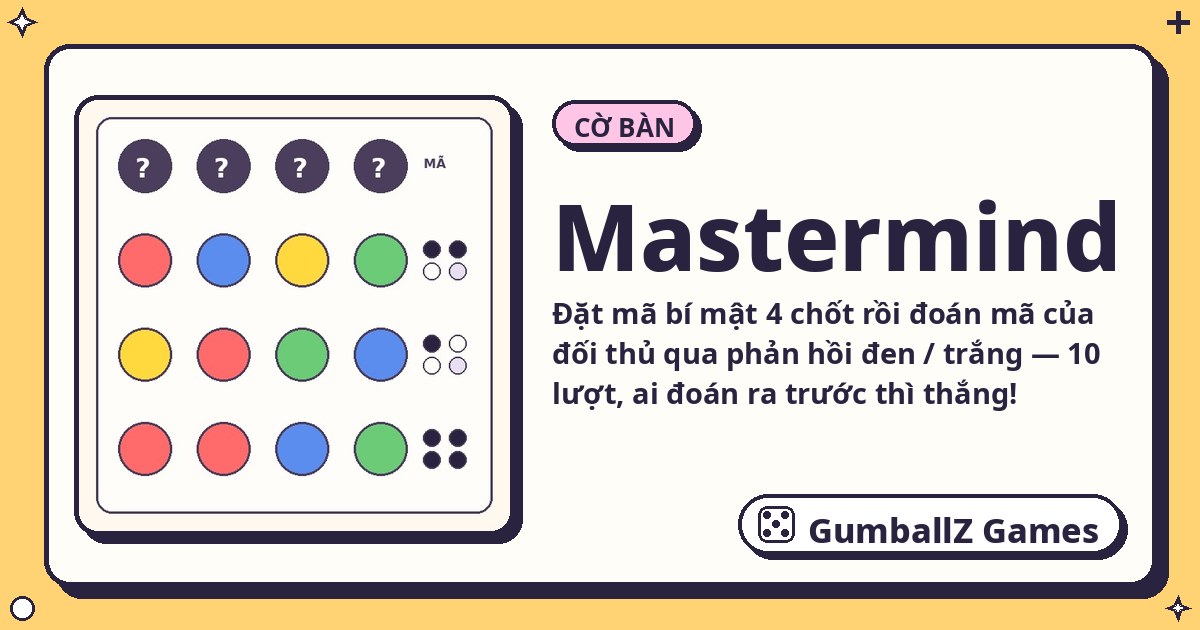 ? ? ? ? MÃ
CỜ BÀN
Mastermind
Đặt mã bí mật 4 chốt rồi đoán mã của
đối thủ qua phản hồi đen / trắng — 10
lượt, ai đoán ra trước thì thắng!
GumballZ Games